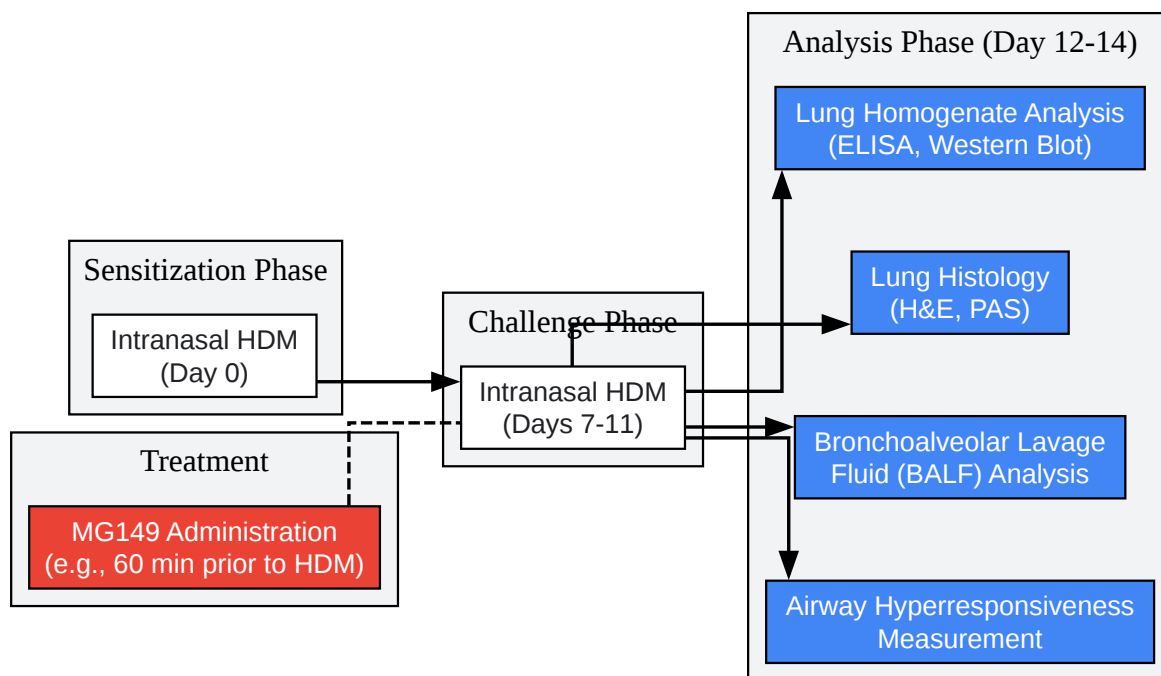 Sensitization Phase
Intranasal HDM
(Day 0)
Treatment
MG149 Administration
(e.g., 60 min prior to HDM)
Challenge Phase
Intranasal HDM
(Days 7-11)
Analysis Phase (Day 12-14)
Lung Homogenate Analysis
(ELISA, Western Blot)
Lung Histology
(H&E, PAS)
Bronchoalveolar Lavage
Fluid (BALF) Analysis
Airway Hyperresponsiveness
Measurement